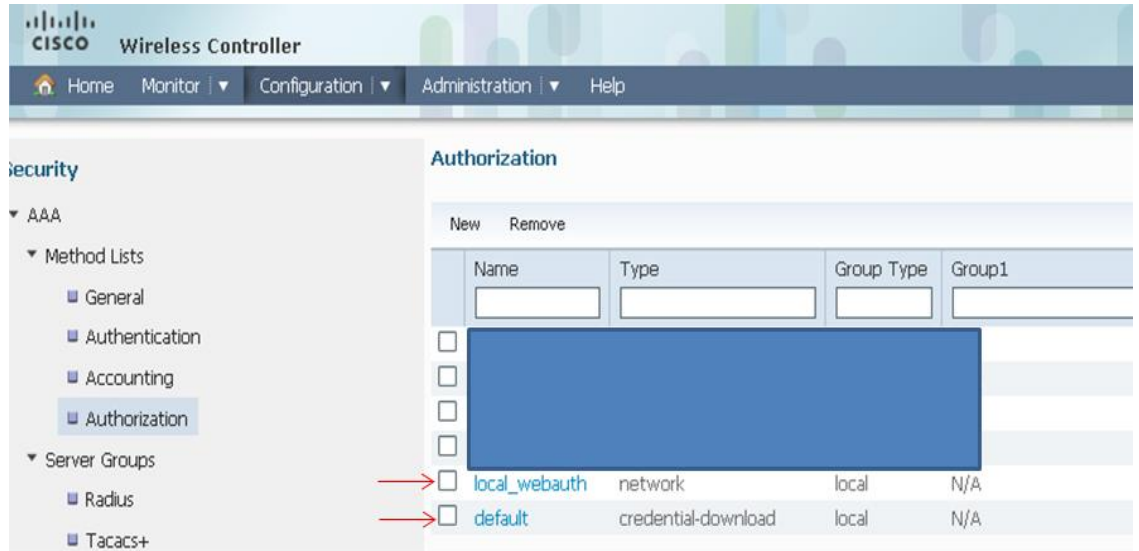 CISCO Wireless Controller
Home Monitor Configuration Administration Help
Security
AAA
Method Lists
General
Authentication
Accounting
Authorization
Server Groups
Radius
Tacacs+
Authorization
New Remove
Name Type Group Type Group1
local_webauth network local N/A
default credential-download local N/A